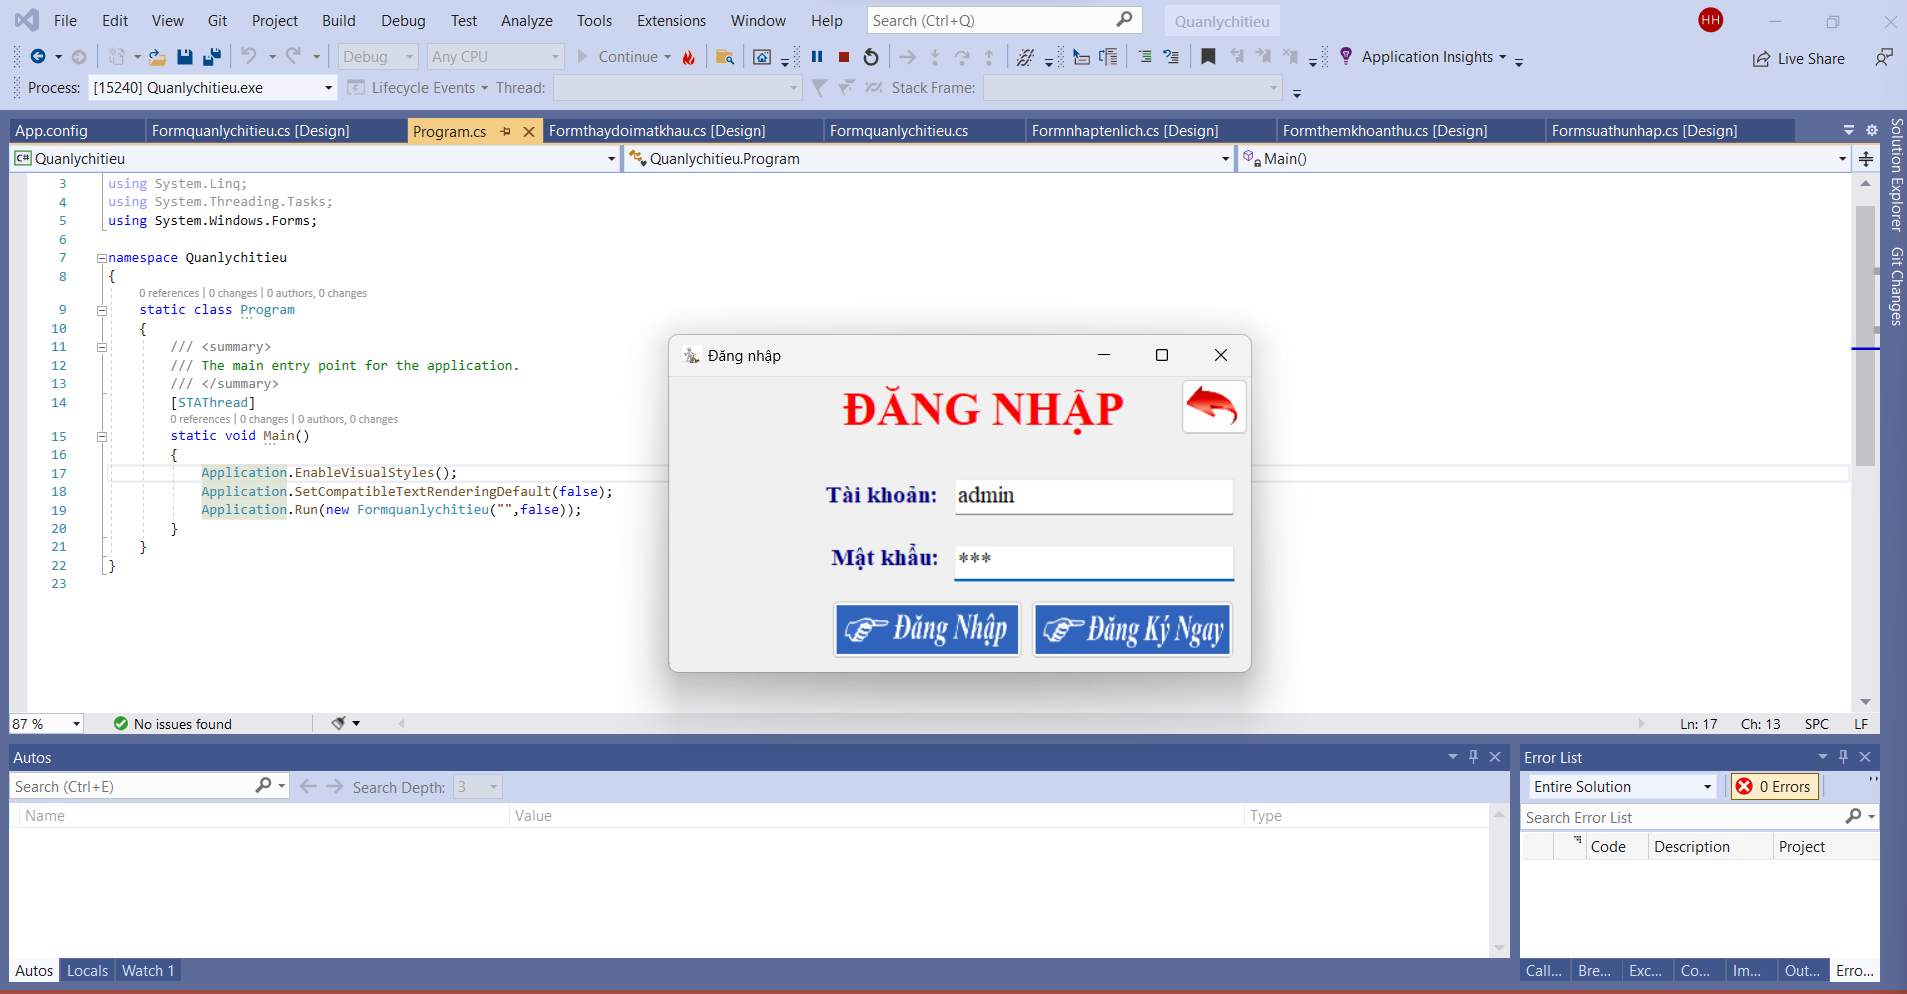 File Edit View Git Project Build Debug Test Analyze Tools Extensions Window Help Search (Ctrl+Q) Quanlychitieu HH
Debug Any CPU Continue Application Insights Live Share
Process: [15240] Quanlychitieu.exe Lifecycle Events Thread: Stack Frame:
App.config Formquanlychitieu.cs [Design] Program.cs Formthaydoimatkhau.cs [Design] Formquanlychitieu.cs Formnhaptenlich.cs [Design] Formthemkhoanthu.cs [Design] Formsuathunhap.cs [Design]
C# Quanlychitieu Quanlychitieu.Program Main()
Solution Explorer
Git Changes
3 using System.Linq;
4 using System.Threading.Tasks;
5 using System.Windows.Forms;
6
7 namespace Quanlychitieu
8 {
0 references | 0 changes | 0 authors, 0 changes
9 static class Program
10 {
11 /// <summary>
12 /// The main entry point for the application.
13 /// </summary>
14 [STAThread]
0 references | 0 changes | 0 authors, 0 changes
15 static void Main()
16 {
17 Application.EnableVisualStyles();
18 Application.SetCompatibleTextRenderingDefault(false);
19 Application.Run(new Formquanlychitieu("",false));
20 }
21 }
22 }
23
Đăng nhập
ĐĂNG NHẬP
Tài khoản: admin
Mật khẩu: ***
Đăng Nhập Đăng Ký Ngay
87 % No issues found Ln: 17 Ch: 13 SPC LF
Autos
Search (Ctrl+E) Search Depth: 3
Name Value Type
Autos Locals Watch 1
Error List
Entire Solution 0 Errors
Search Error List
Code Description Project
Call... Bre... Exc... Co... Im... Out... Erro...